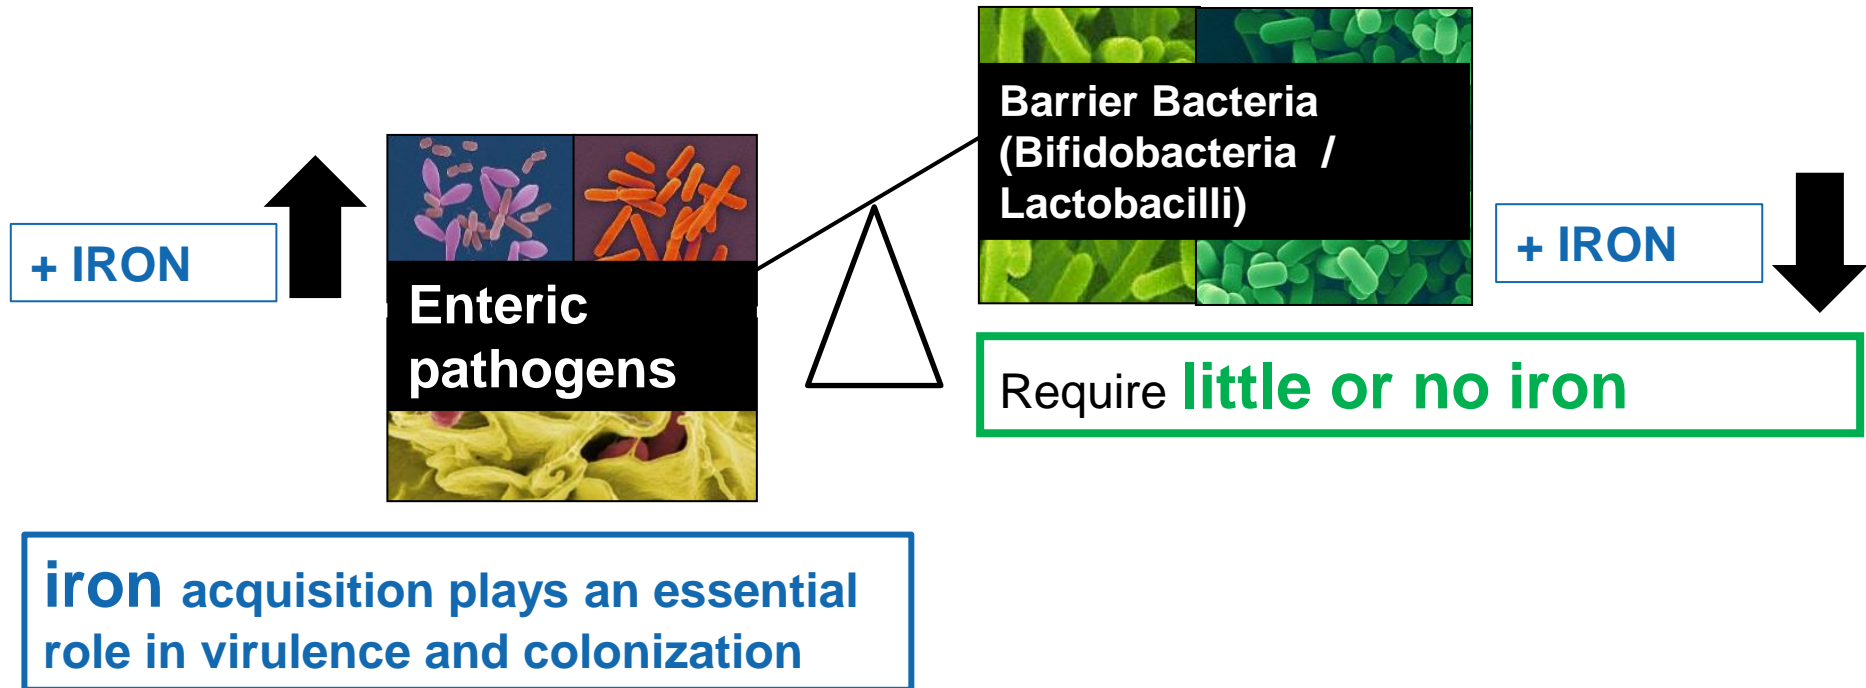 + IRON
Enteric
pathogens
Barrier Bacteria
(Bifidobacteria /
Lactobacilli)
+ IRON
Require little or no iron
iron acquisition plays an essential
role in virulence and colonization